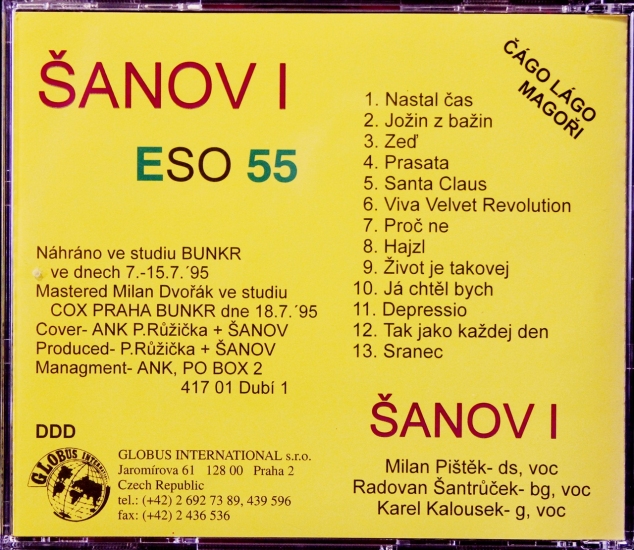 ŠANOV I
ESO 55
ČÁGO LÁGO
MAGOŘI
1. Nastal čas
2. Jožin z bažin
3. Zeď
4. Prasata
5. Santa Claus
6. Viva Velvet Revolution
7. Proč ne
8. Hajzl
9. Život je takovej
10. Já chtěl bych
11. Depressio
12. Tak jako každej den
13. Sranec
Náhráno ve studiu BUNKR
ve dnech 7.-15.7.´95
Mastered Milan Dvořák ve studiu
COX PRAHA BUNKR dne 18.7.´95
Cover- ANK P.Růžička + ŠANOV
Produced- P.Růžička + ŠANOV
Managment- ANK, PO BOX 2
417 01 Dubí 1
DDD
GLOBUS INTERNATIONAL
GLOBUS INTERNATIONAL s.r.o.
Jaromírova 61 128 00 Praha 2
Czech Republic
tel.: (+42) 2 692 73 89, 439 596
fax: (+42) 2 436 536
ŠANOV I
Milan Pištěk- ds, voc
Radovan Šantrůček- bg, voc
Karel Kalousek- g, voc